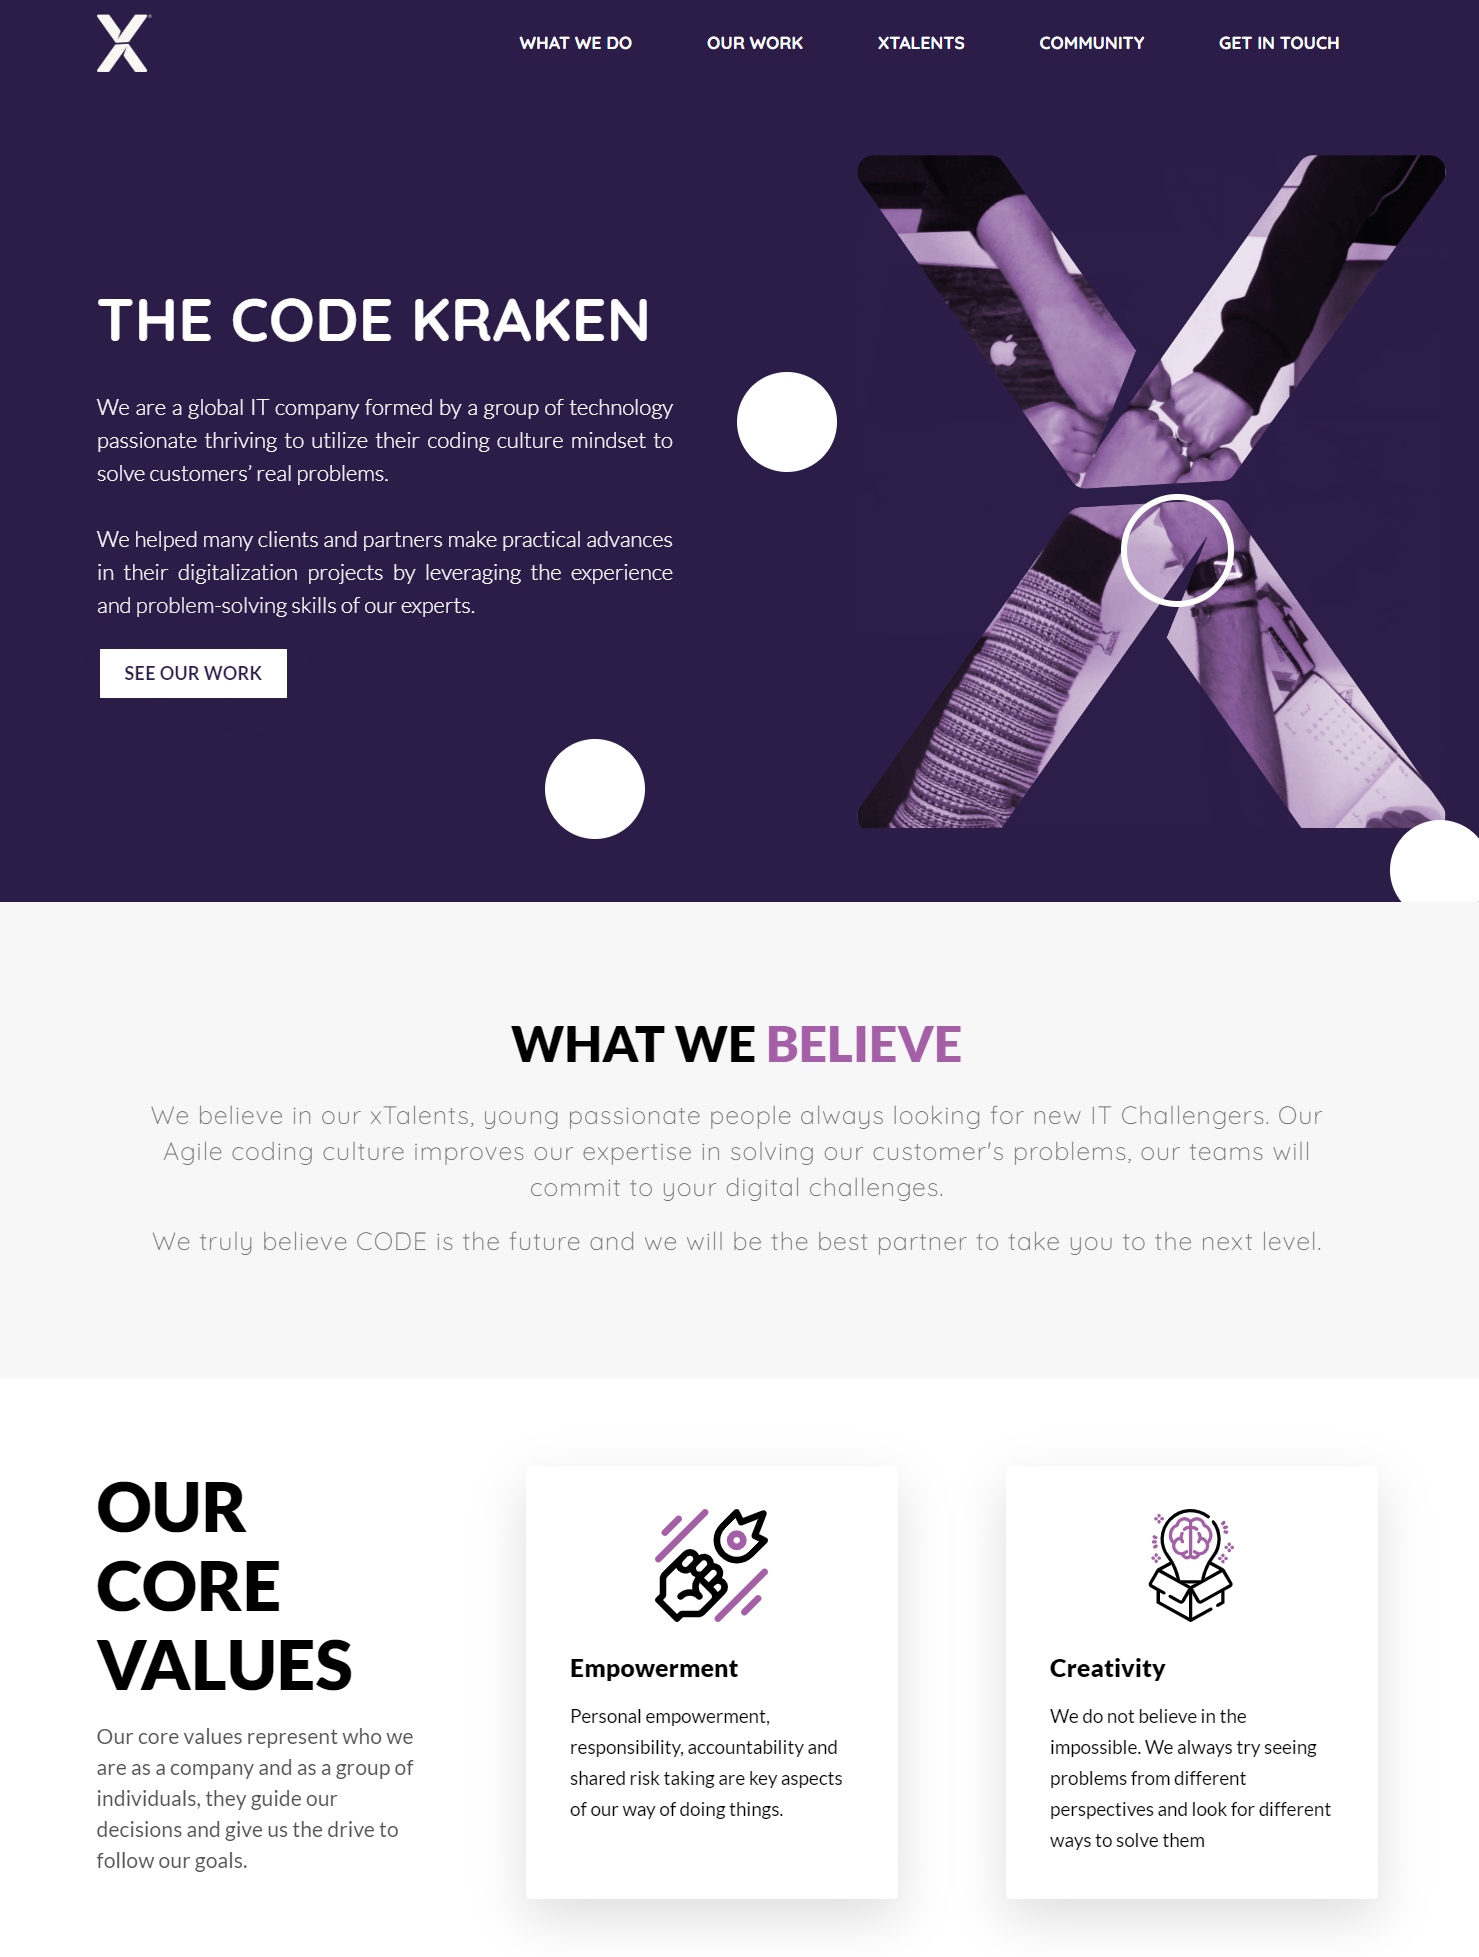 X
WHAT WE DO
OUR WORK
XTALENTS
COMMUNITY
GET IN TOUCH
THE CODE KRAKEN
We are a global IT company formed by a group of technology
passionate thriving to utilize their coding culture mindset to
solve customers’ real problems.
We helped many clients and partners make practical advances
in their digitalization projects by leveraging the experience
and problem-solving skills of our experts.
SEE OUR WORK
WHAT WE BELIEVE
We believe in our xTalents, young passionate people always looking for new IT Challengers. Our
Agile coding culture improves our expertise in solving our customer's problems, our teams will
commit to your digital challenges.
We truly believe CODE is the future and we will be the best partner to take you to the next level.
OUR
CORE
VALUES
Our core values represent who we
are as a company and as a group of
individuals, they guide our
decisions and give us the drive to
follow our goals.
Empowerment
Personal empowerment,
responsibility, accountability and
shared risk taking are key aspects
of our way of doing things.
Creativity
We do not believe in the
impossible. We always try seeing
problems from different
perspectives and look for different
ways to solve them